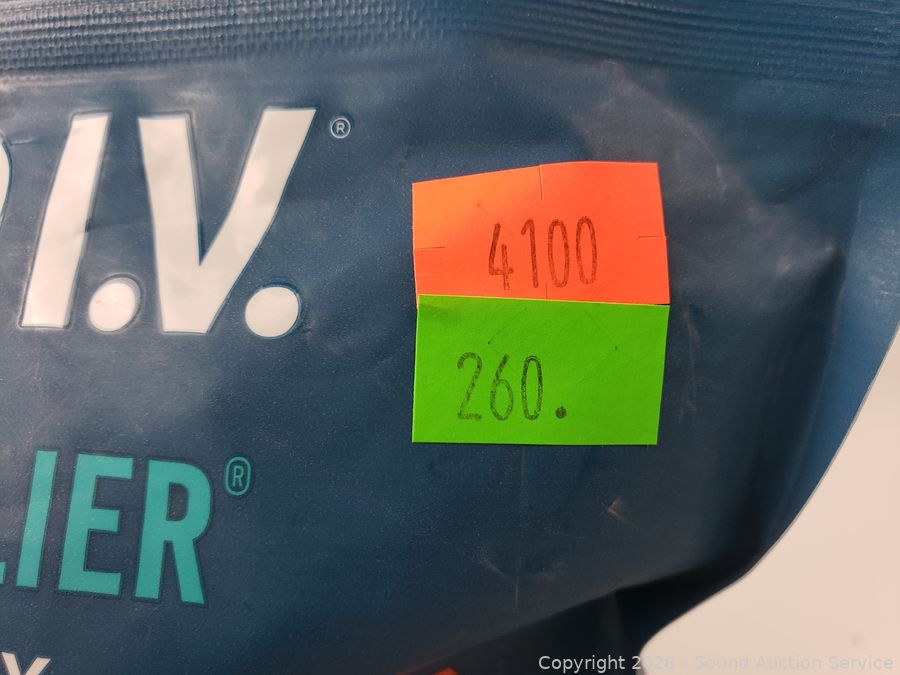 I.V.®
4100
260.
LIER®
X
Copyright 2026 - Sound Auction Service